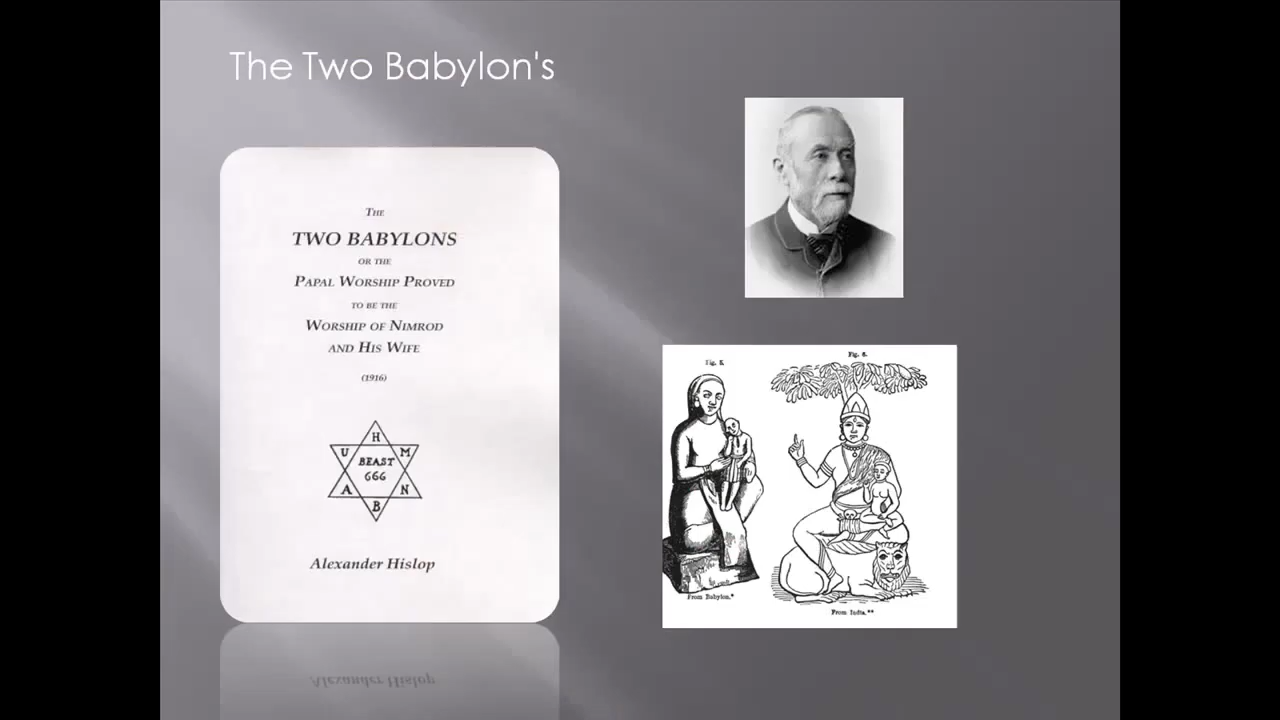 The Two Babylon's
THE
TWO BABYLONS
OR THE
PAPAL WORSHIP PROVED
TO BE THE
WORSHIP OF NIMROD
AND HIS WIFE
(1916)
H
U M
BEAST
666
A N
B
Alexander Hislop
Fig. 5.
Fig. 6.
From Babylon.*
From India.**